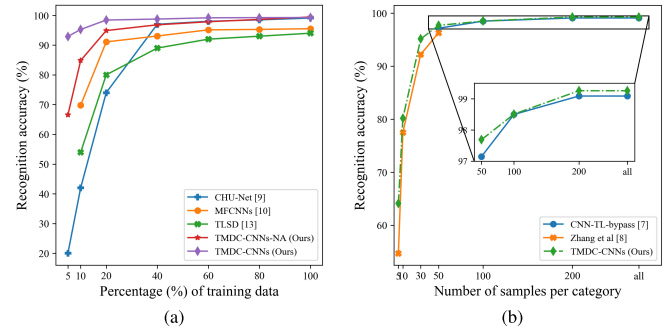 Recognition accuracy (%)
100
90
80
70
60
50
40
30
20
5 10 20 40 60 80 100
Percentage (%) of training data
CHU-Net [9]
MFCNNs [10]
TLSD [13]
TMDC-CNNs-NA (Ours)
TMDC-CNNs (Ours)
(a)
Recognition accuracy (%)
100
90
80
70
60
5 10 30 50 100 200 all
Number of samples per category
99
98
97
50 100 200 all
CNN-TL-bypass [7]
Zhang et al [8]
TMDC-CNNs (Ours)
(b)